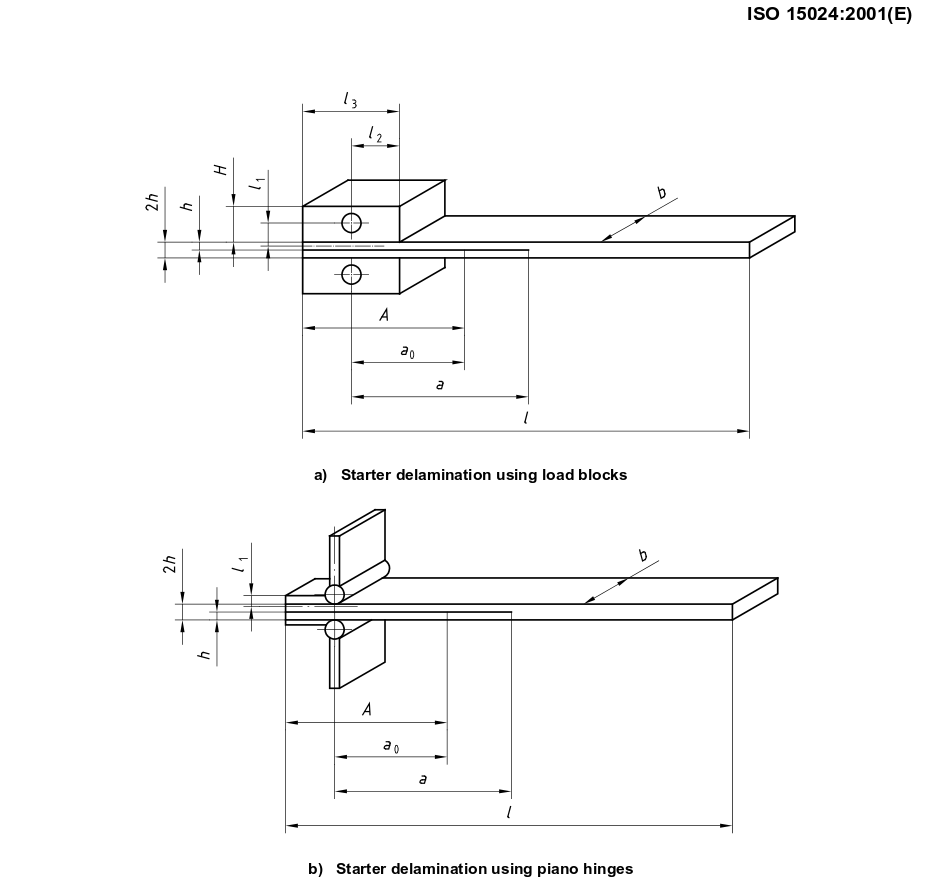 ISO 15024:2001(E)
l3
l2
H
l1
2h
h
b
A
a0
a
l
a) Starter delamination using load blocks
2h
l1
b
h
A
a0
a
l
b) Starter delamination using piano hinges